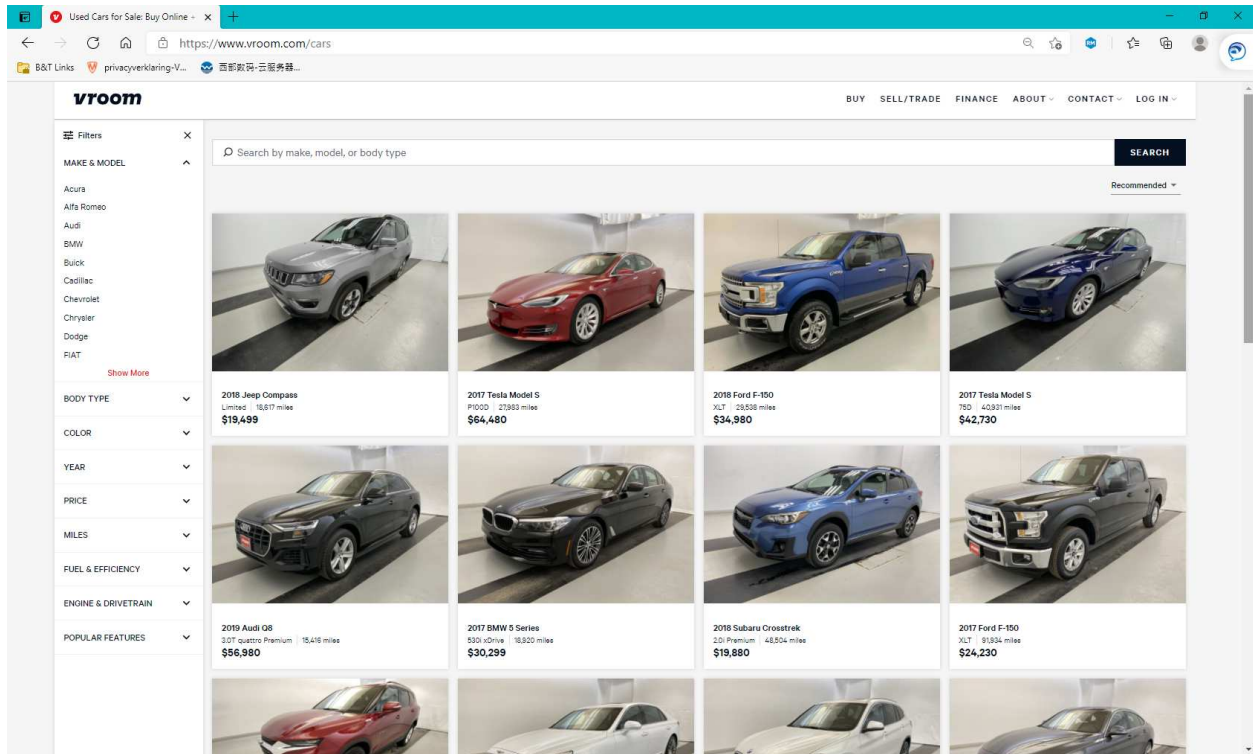 Used Cars for Sale: Buy Online +
https://www.vroom.com/cars
B&T Links privacyverklaring-V... 西部数码-云服务器...
vroom
BUY SELL/TRADE FINANCE ABOUT CONTACT LOG IN
Filters
Search by make, model, or body type SEARCH
MAKE & MODEL
Recommended
Acura
Alfa Romeo
Audi
BMW
Buick
Cadillac
Chevrolet
Chrysler
Dodge
FIAT
Show More
BODY TYPE
COLOR
YEAR
PRICE
MILES
FUEL & EFFICIENCY
ENGINE & DRIVETRAIN
POPULAR FEATURES
2018 Jeep Compass
Limited | 18,617 miles
$19,499
2017 Tesla Model S
P100D | 27,983 miles
$64,480
2018 Ford F-150
XLT | 29,538 miles
$34,980
2017 Tesla Model S
75D | 40,931 miles
$42,730
2019 Audi Q8
3.0T quattro Premium | 15,416 miles
$56,980
2017 BMW 5 Series
530i xDrive | 18,920 miles
$30,299
2018 Subaru Crosstrek
2.0i Premium | 48,504 miles
$19,880
2017 Ford F-150
XLT | 91,934 miles
$24,230